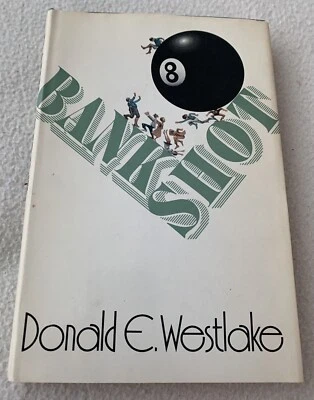 8
BANK
SHOT
Donald E. Westlake